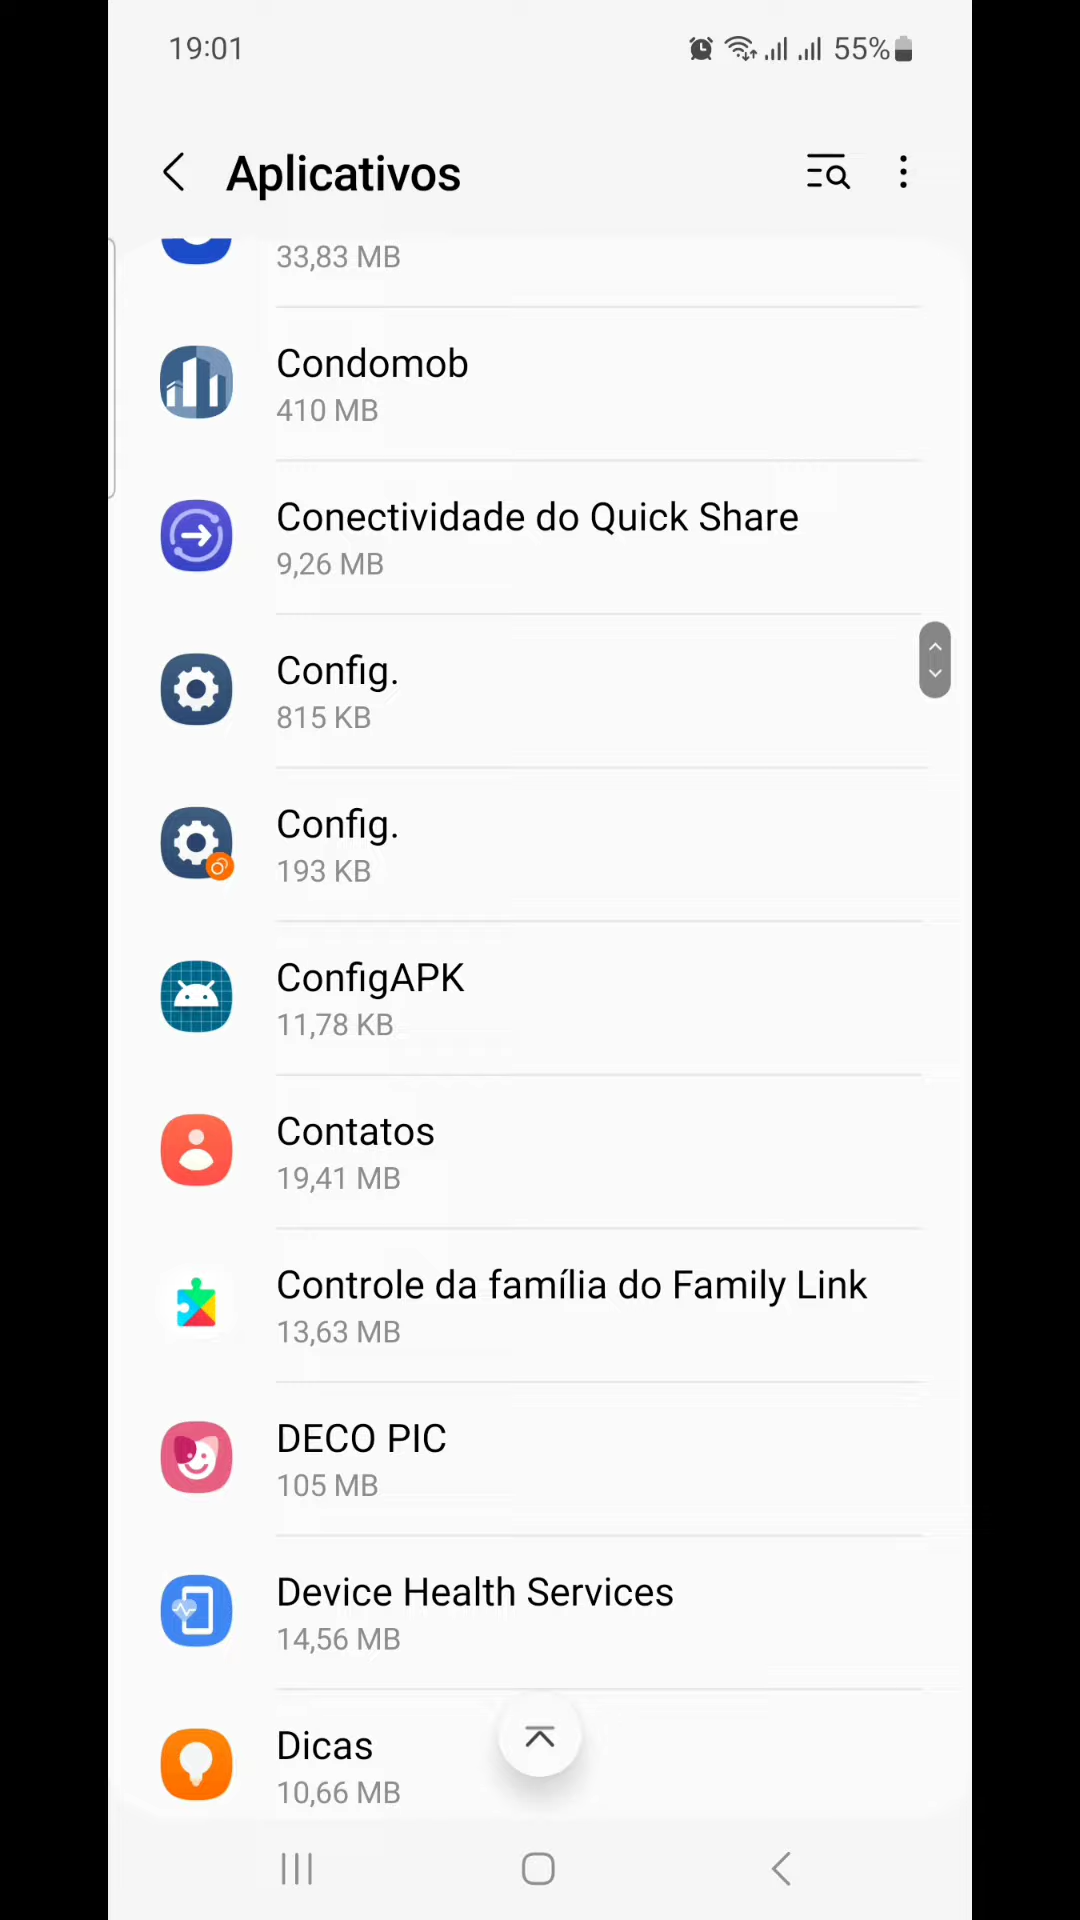 19:01
55%
Aplicativos
33,83 MB
Condomob
410 MB
Conectividade do Quick Share
9,26 MB
Config.
815 KB
Config.
193 KB
ConfigAPK
11,78 KB
Contatos
19,41 MB
Controle da família do Family Link
13,63 MB
DECO PIC
105 MB
Device Health Services
14,56 MB
Dicas
10,66 MB